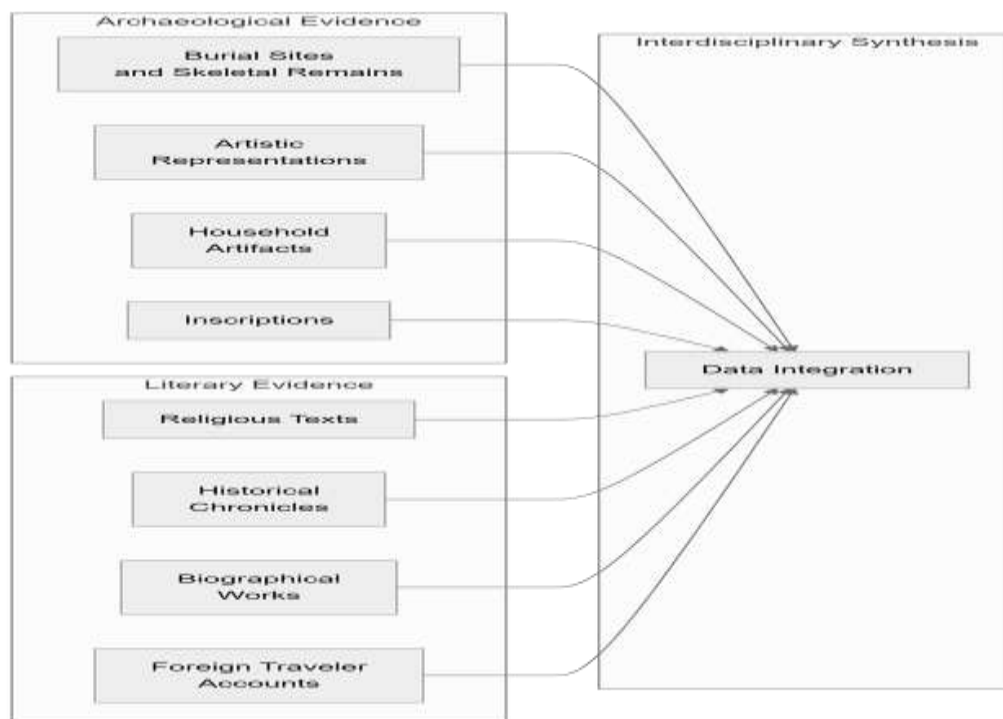 Archaeological Evidence
Burial Sites
and Skeletal Remains
Artistic
Representations
Household
Artifacts
Inscriptions
Literary Evidence
Religious Texts
Historical
Chronicles
Biographical
Works
Foreign Traveler
Accounts
Interdisciplinary Synthesis
Data Integration